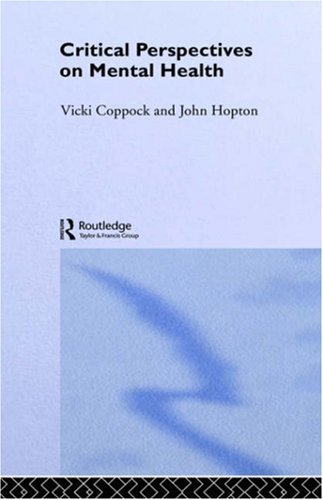 Critical Perspectives
on Mental Health
Vicki Coppock and John Hopton
Routledge
Taylor & Francis Group